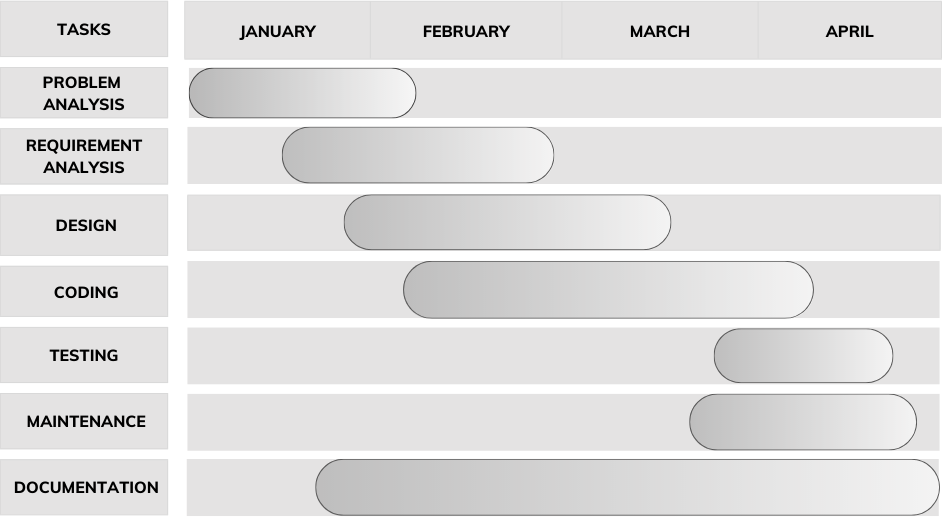 TASKS
JANUARY
FEBRUARY
MARCH
APRIL
PROBLEM
ANALYSIS
REQUIREMENT
ANALYSIS
DESIGN
CODING
TESTING
MAINTENANCE
DOCUMENTATION